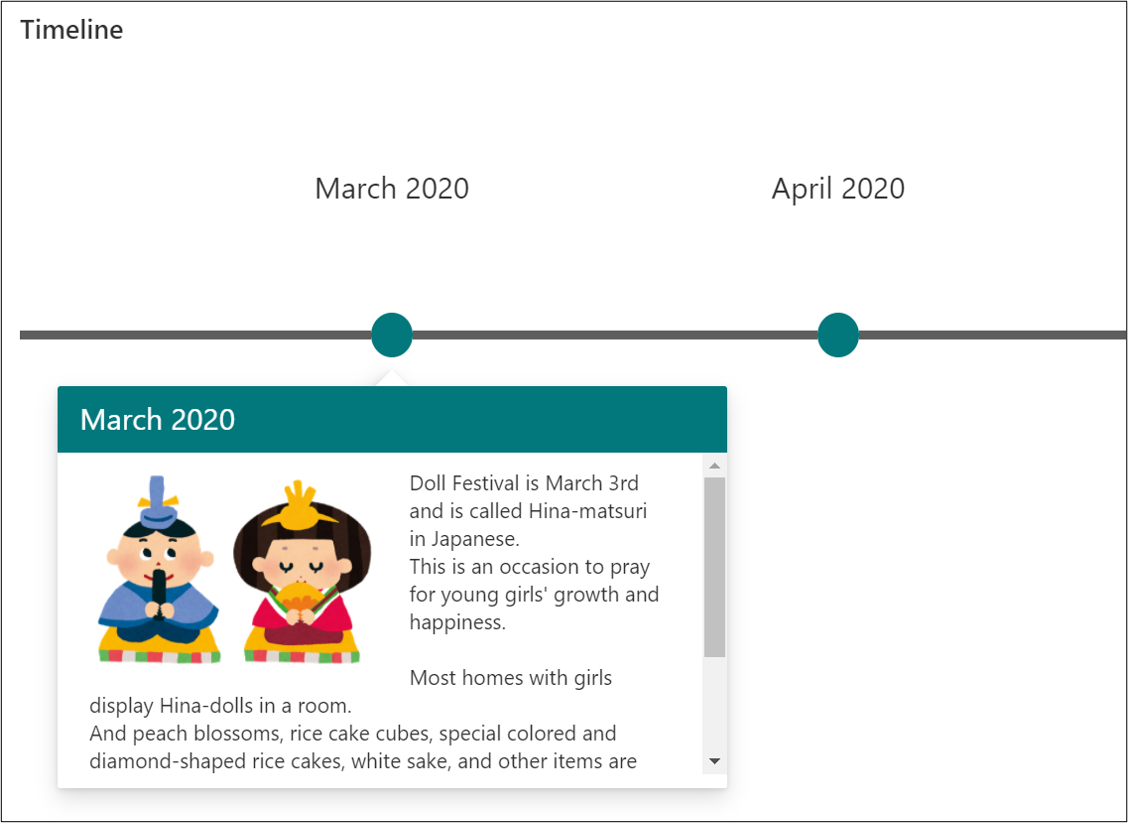 Timeline
March 2020
April 2020
March 2020
Doll Festival is March 3rd
and is called Hina-matsuri
in Japanese.
This is an occasion to pray
for young girls' growth and
happiness.
Most homes with girls
display Hina-dolls in a room.
And peach blossoms, rice cake cubes, special colored and
diamond-shaped rice cakes, white sake, and other items are